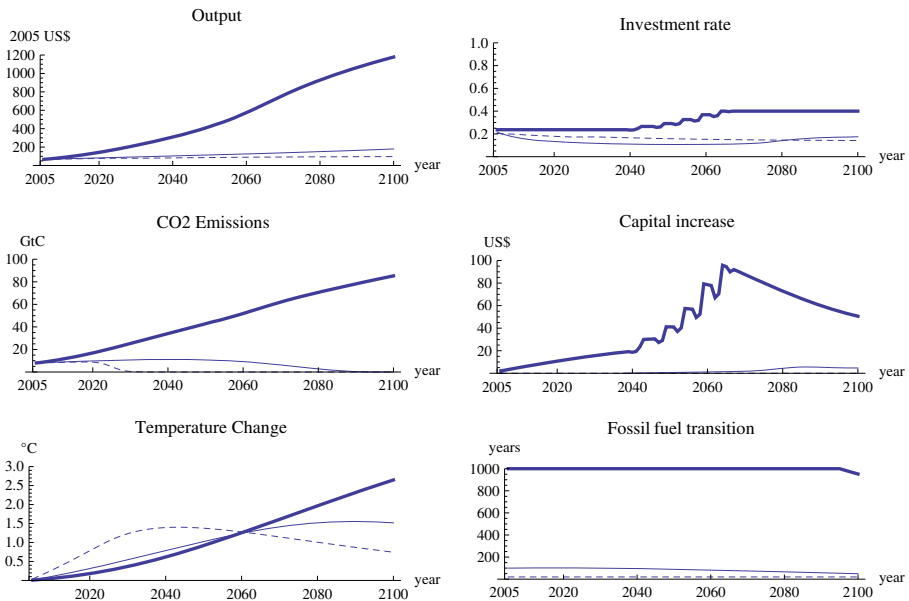 Output
2005 US$
1200
1000
800
600
400
200
2005 2020 2040 2060 2080 2100
year
Investment rate
1.0
0.8
0.6
0.4
0.2
2005 2020 2040 2060 2080 2100
year
CO2 Emissions
GtC
100
80
60
40
20
2005 2020 2040 2060 2080 2100
year
Capital increase
US$
100
80
60
40
20
2005 2020 2040 2060 2080 2100
year
Temperature Change
°C
3.0
2.5
2.0
1.5
1.0
0.5
2020 2040 2060 2080 2100
year
Fossil fuel transition
years
1000
800
600
400
200
2005 2020 2040 2060 2080 2100
year